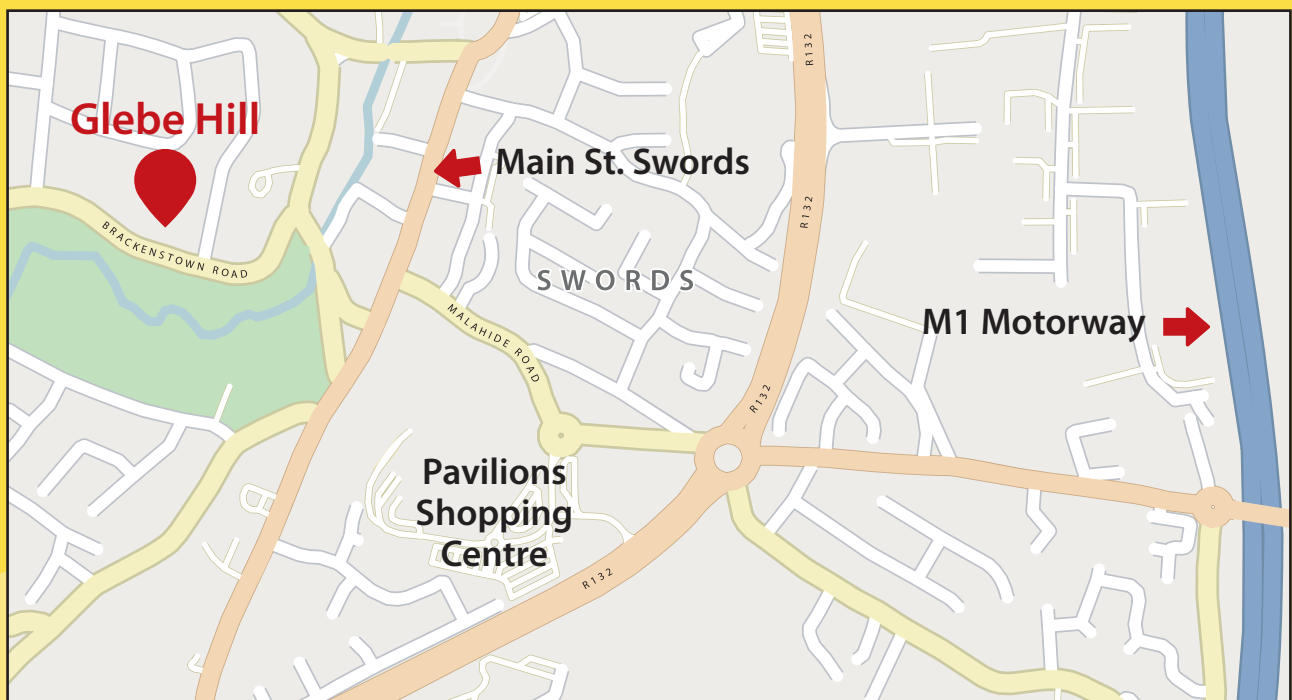 R132
Glebe Hill
Main St. Swords
R132
BRACKENSTOWN ROAD
SWORDS
MALAHIDE ROAD
M1 Motorway
R132
Pavilions
Shopping
Centre
R132